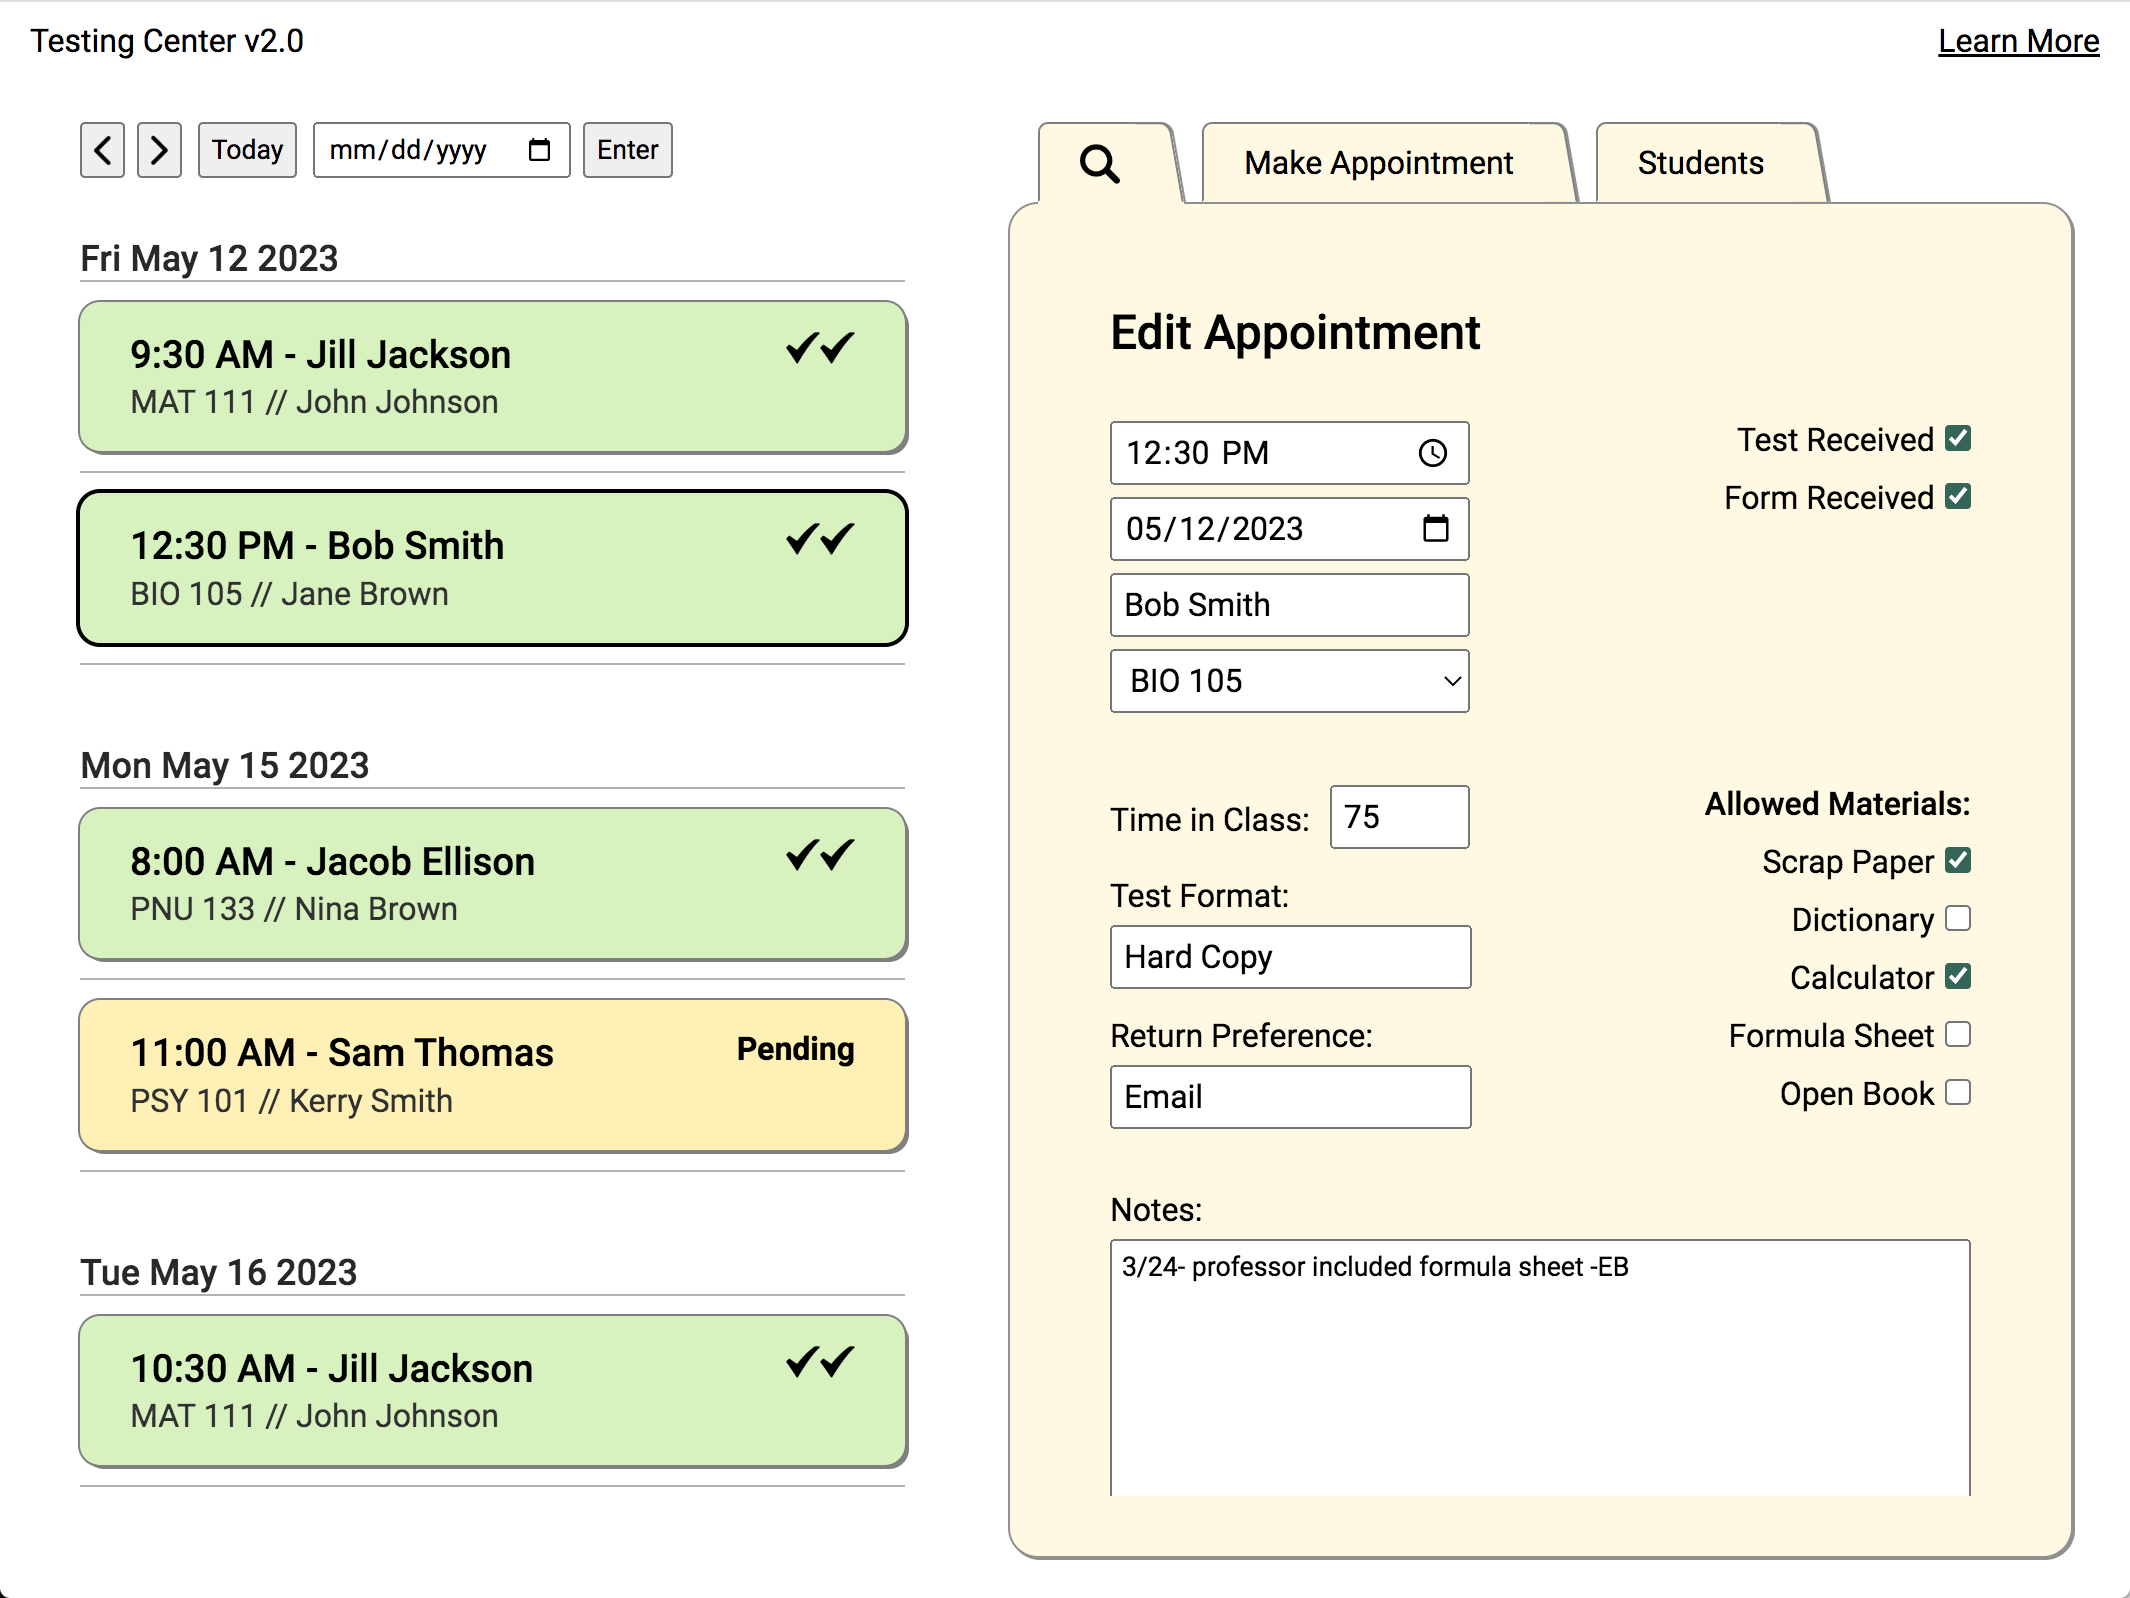 Testing Center v2.0
Learn More
Today
mm/dd/yyyy
Enter
Fri May 12 2023
9:30 AM - Jill Jackson
MAT 111 // John Johnson
12:30 PM - Bob Smith
BIO 105 // Jane Brown
Mon May 15 2023
8:00 AM - Jacob Ellison
PNU 133 // Nina Brown
11:00 AM - Sam Thomas
Pending
PSY 101 // Kerry Smith
Tue May 16 2023
10:30 AM - Jill Jackson
MAT 111 // John Johnson
Make Appointment
Students
Edit Appointment
12:30 PM
05/12/2023
Bob Smith
BIO 105
Test Received
Form Received
Time in Class: 75
Test Format:
Hard Copy
Return Preference:
Email
Allowed Materials:
Scrap Paper
Dictionary
Calculator
Formula Sheet
Open Book
Notes:
3/24- professor included formula sheet -EB